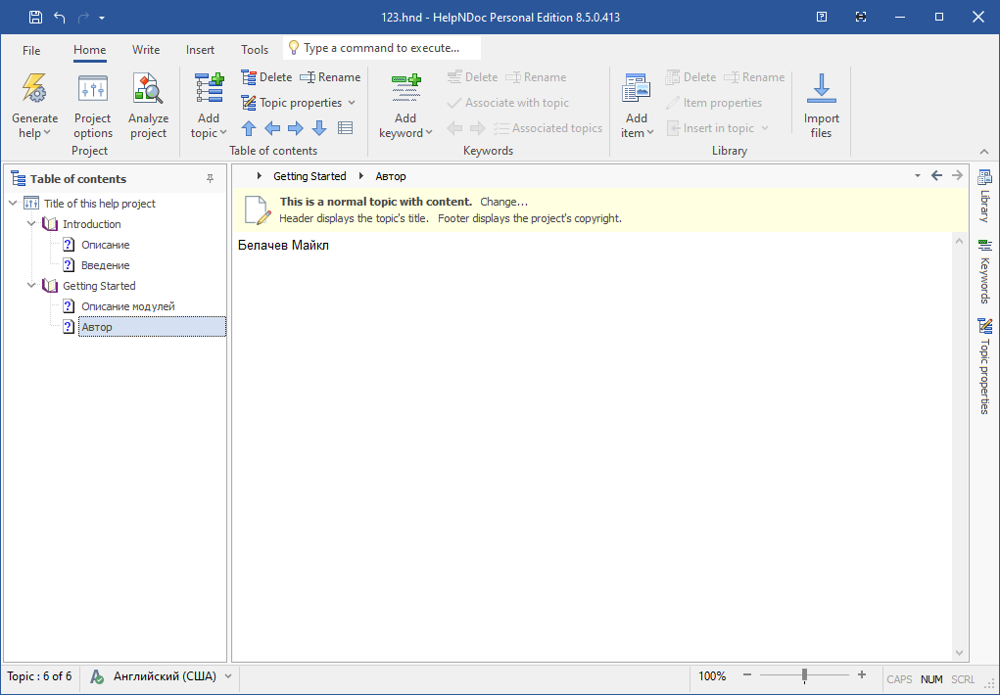 123.hnd - HelpNDoc Personal Edition 8.5.0.413
File Home Write Insert Tools Type a command to execute...
Generate help
Project options
Analyze project
Project
Add topic
Delete Rename
Topic properties
Table of contents
Add keyword
Delete Rename
Associate with topic
Associated topics
Keywords
Add item
Delete Rename
Item properties
Insert in topic
Library
Import files
Table of contents
Title of this help project
Introduction
Описание
Введение
Getting Started
Описание модулей
Автор
Getting Started Автор
This is a normal topic with content. Change...
Header displays the topic's title. Footer displays the project's copyright.
Белачев Майкл
Library
Keywords
Topic properties
Topic : 6 of 6 Английский (США) 100% CAPS NUM SCRL